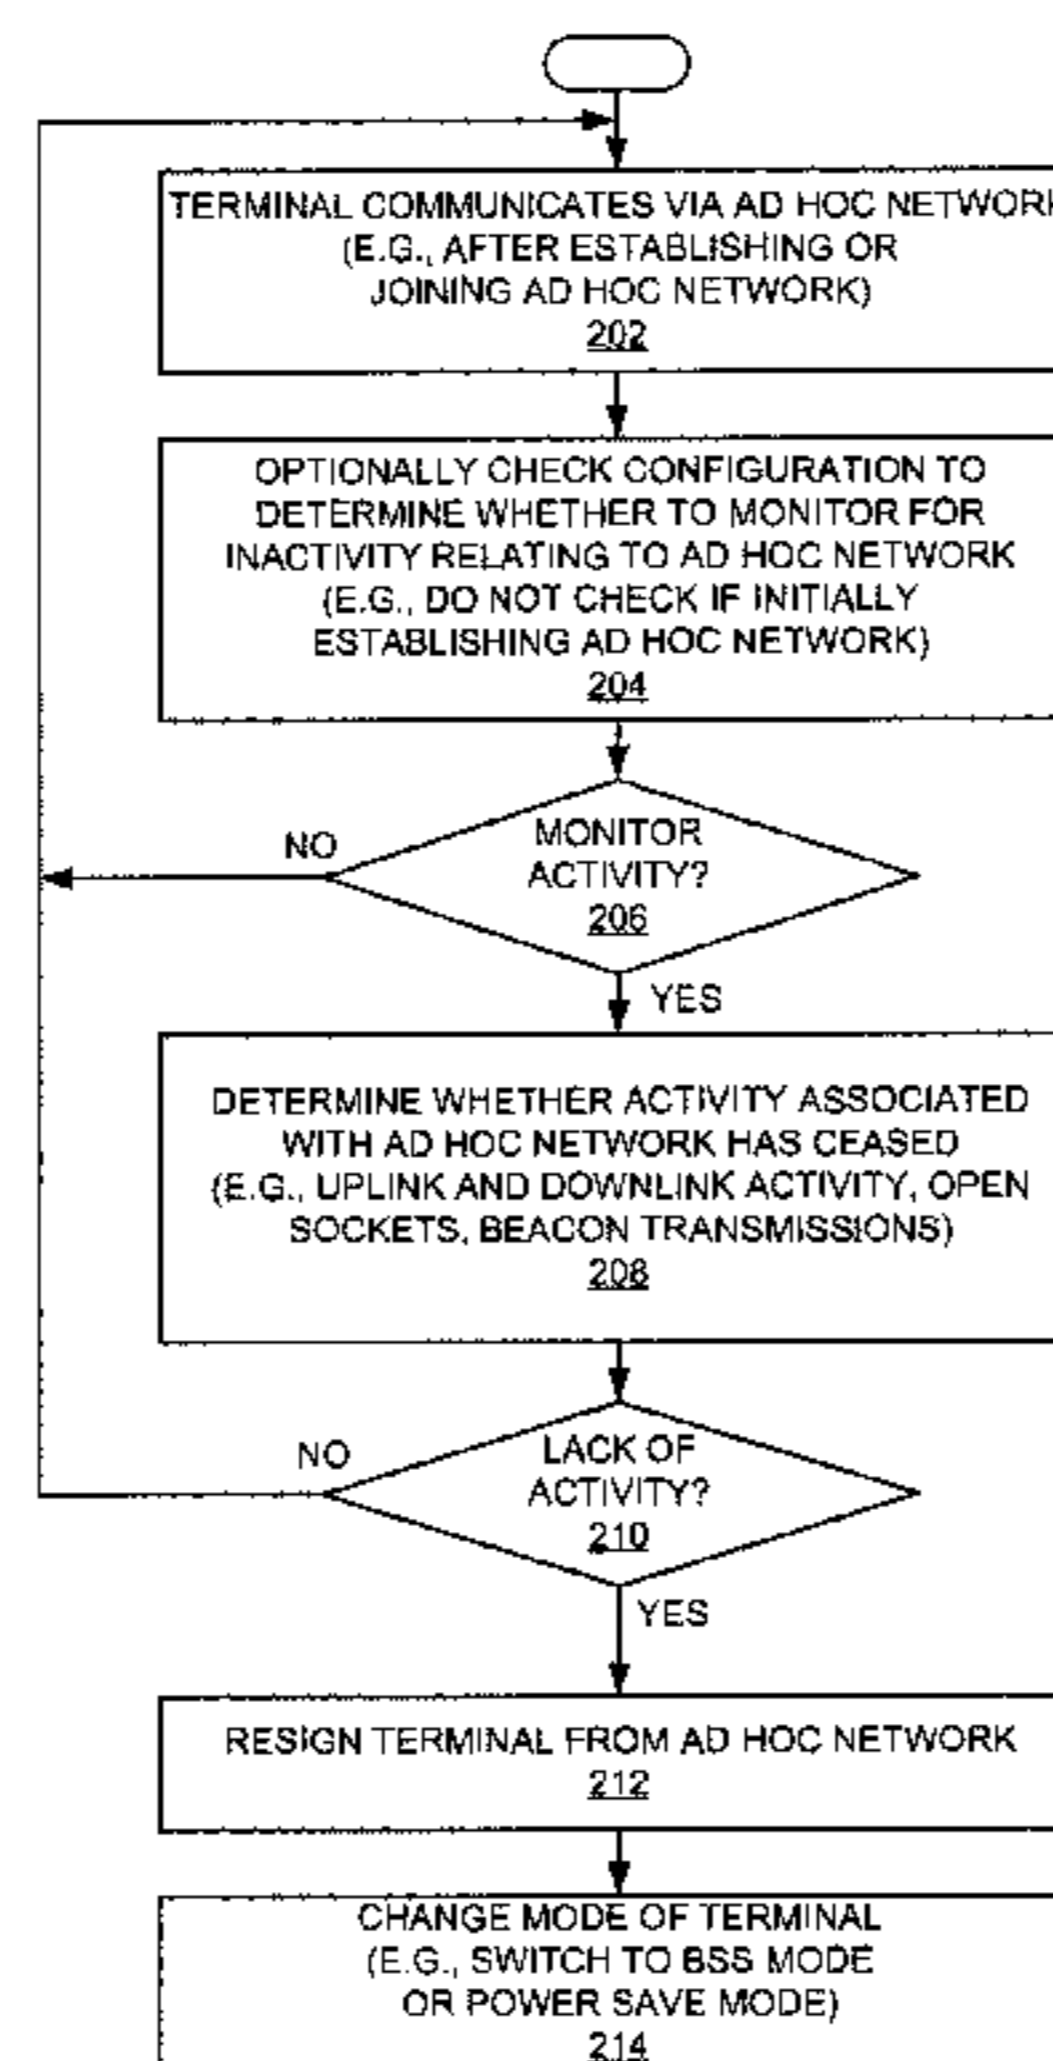 TERMINAL COMMUNICATES VIA AD HOC NETWORK
(E.G., AFTER ESTABLISHING OR
JOINING AD HOC NETWORK)
202
OPTIONALLY CHECK CONFIGURATION TO
DETERMINE WHETHER TO MONITOR FOR
INACTIVITY RELATING TO AD HOC NETWORK
(E.G., DO NOT CHECK IF INITIALLY
ESTABLISHING AD HOC NETWORK)
204
NO
MONITOR
ACTIVITY?
206
YES
DETERMINE WHETHER ACTIVITY ASSOCIATED
WITH AD HOC NETWORK HAS CEASED
(E.G., UPLINK AND DOWNLINK ACTIVITY, OPEN
SOCKETS, BEACON TRANSMISSIONS)
208
NO
LACK OF
ACTIVITY?
210
YES
RESIGN TERMINAL FROM AD HOC NETWORK
212
CHANGE MODE OF TERMINAL
(E.G., SWITCH TO BSS MODE
OR POWER SAVE MODE)
214